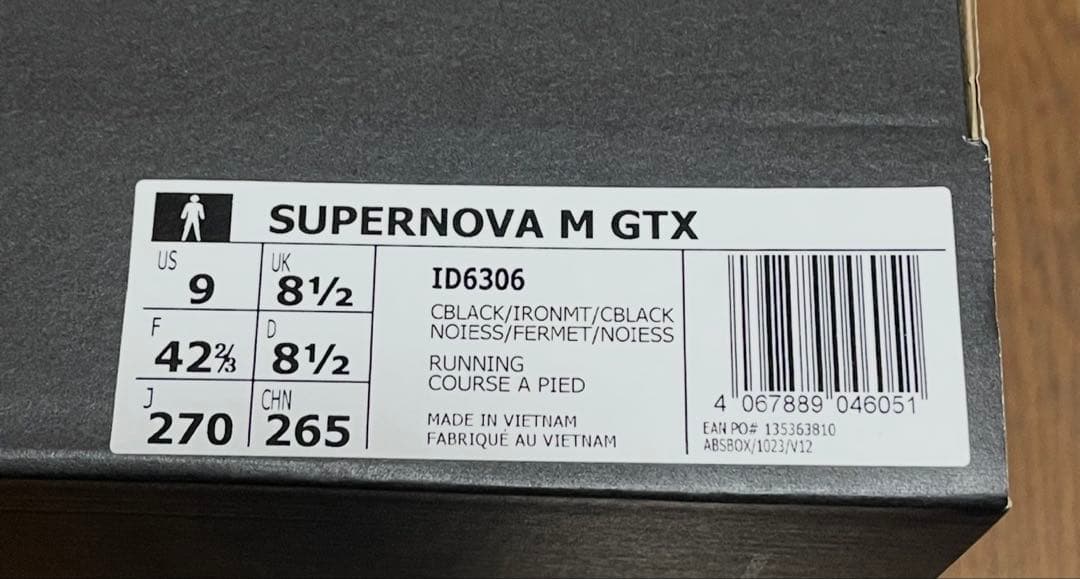 SUPERNOVA M GTX
US
9
UK
8½
F
42⅔
D
8½
J
270
CHN
265
ID6306
CBLACK/IRONMT/CBLACK
NOIESS/FERMET/NOIESS
RUNNING
COURSE A PIED
MADE IN VIETNAM
FABRIQUÉ AU VIETNAM
4 067889 046051
EAN PO# 135363810
ABSBOX/1023/V12